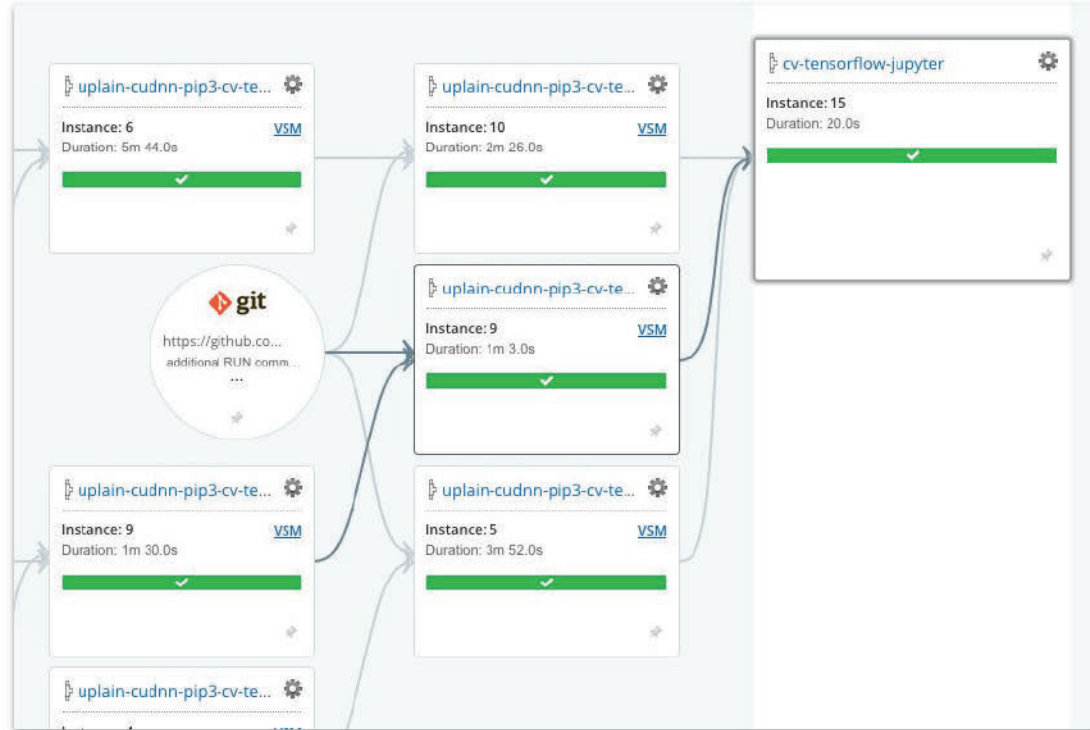 uplain-cudnn-pip3-cv-te...
Instance: 6 VSM
Duration: 5m 44.0s
uplain-cudnn-pip3-cv-te...
Instance: 10 VSM
Duration: 2m 26.0s
cv-tensorflow-jupyter
Instance: 15
Duration: 20.0s
git
https://github.co...
additional RUN comm...
...
uplain-cudnn-pip3-cv-te...
Instance: 9 VSM
Duration: 1m 3.0s
uplain-cudnn-pip3-cv-te...
Instance: 9 VSM
Duration: 1m 30.0s
uplain-cudnn-pip3-cv-te...
Instance: 5 VSM
Duration: 3m 52.0s
uplain-cudnn-pip3-cv-te...